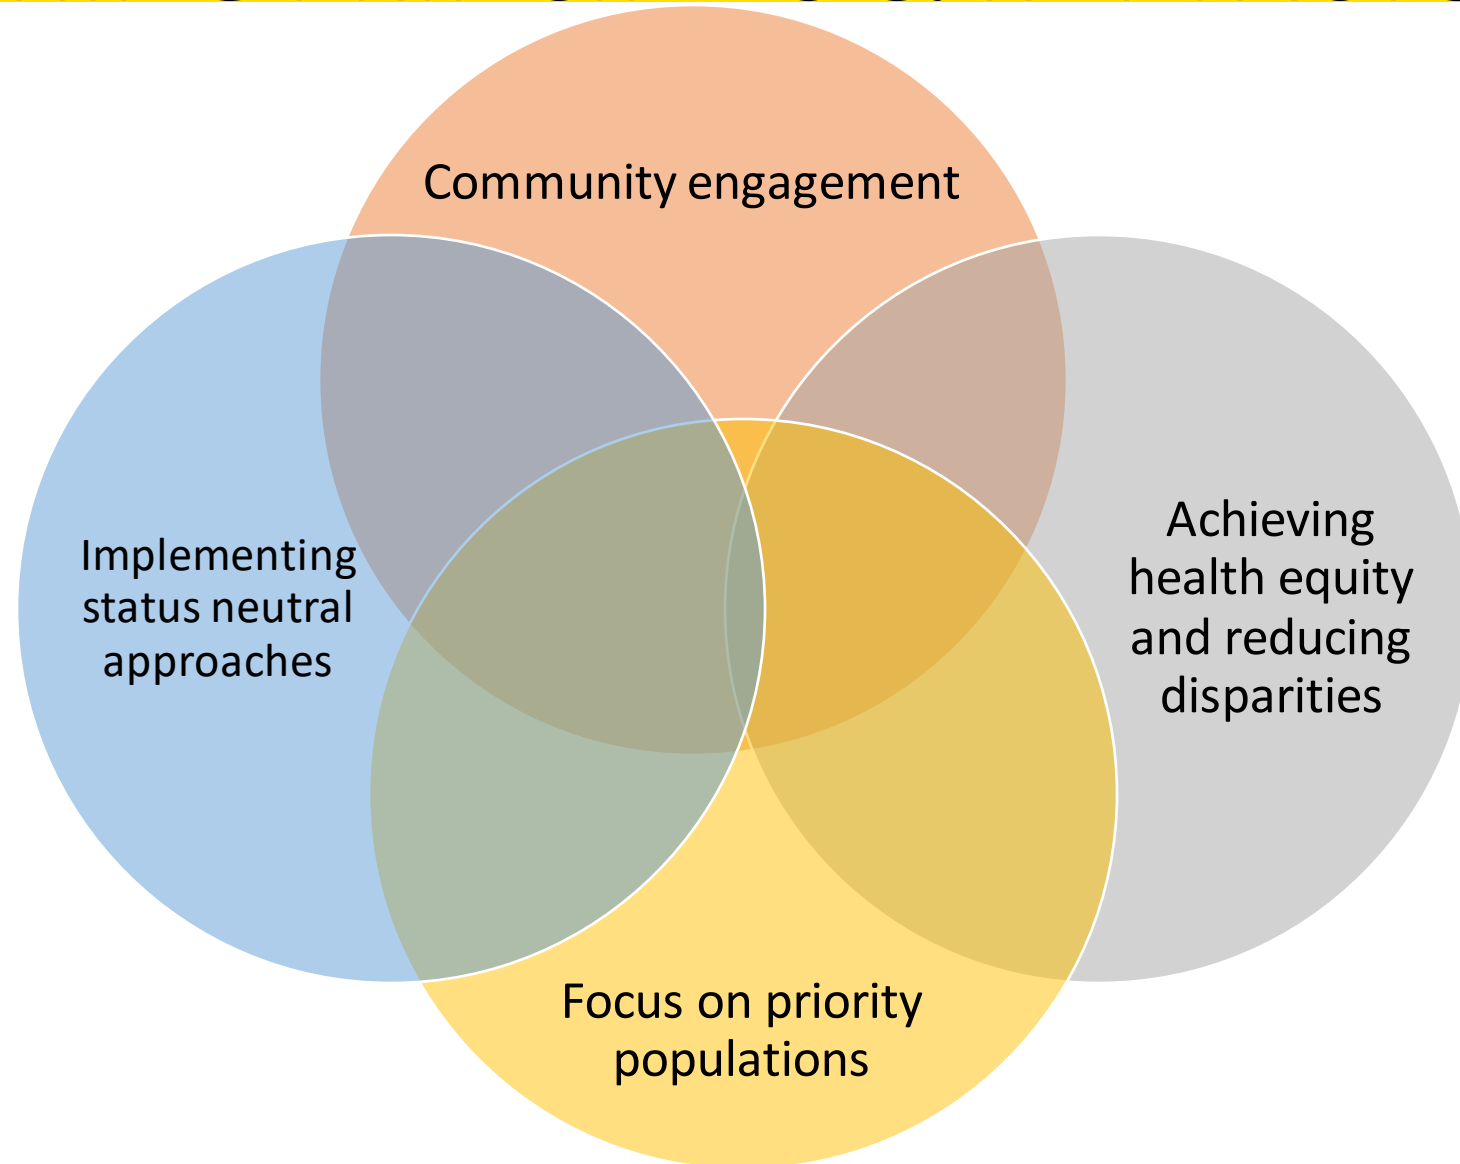 Community engagement
Implementing
status neutral
approaches
Achieving
health equity
and reducing
disparities
Focus on priority
populations